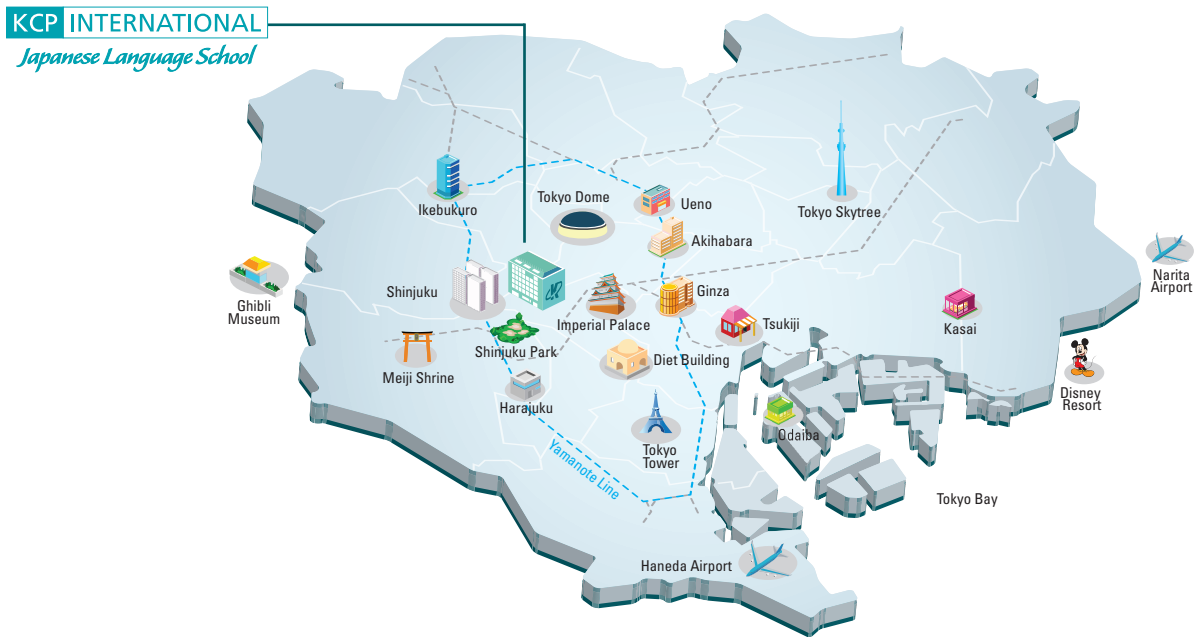 KCP INTERNATIONAL
Japanese Language School
Ikebukuro
Tokyo Dome
Ueno
Tokyo Skytree
Akihabara
Narita
Airport
Shinjuku
Ginza
Ghibli
Museum
Imperial Palace
Tsukiji
Kasai
Shinjuku Park
Diet Building
Meiji Shrine
Disney
Resort
Harajuku
Odaiba
Tokyo
Tower
Yamanote Line
Tokyo Bay
Haneda Airport